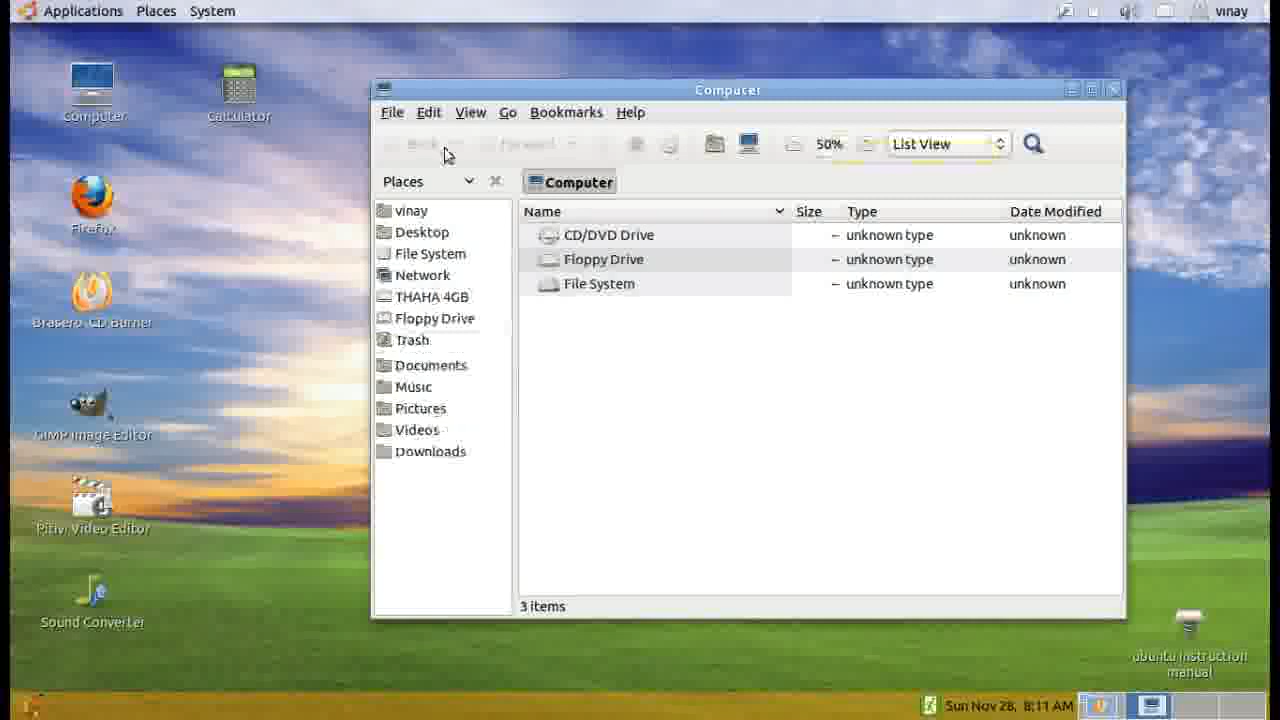 Applications Places System vinay
Computer
Calculator
Firefox
Brasero, CD Burner
GIMP Image Editor
Pitivi Video Editor
Sound Converter
Computer
File Edit View Go Bookmarks Help
Back Forward 50% List View
Places Computer
vinay
Desktop
File System
Network
THAHA 4GB
Floppy Drive
Trash
Documents
Music
Pictures
Videos
Downloads
Name Size Type Date Modified
CD/DVD Drive – unknown type unknown
Floppy Drive – unknown type unknown
File System – unknown type unknown
3 items
ubuntu instruction
manual
Sun Nov 28, 8:11 AM